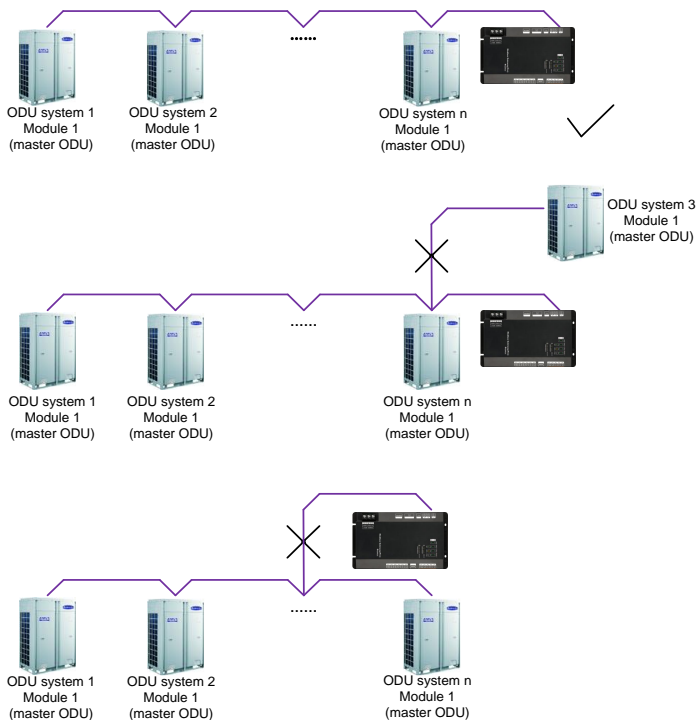 ......
ODU system 1
Module 1
(master ODU)
ODU system 2
Module 1
(master ODU)
ODU system n
Module 1
(master ODU)
ODU system 3
Module 1
(master ODU)
......
ODU system 1
Module 1
(master ODU)
ODU system 2
Module 1
(master ODU)
ODU system n
Module 1
(master ODU)
......
ODU system 1
Module 1
(master ODU)
ODU system 2
Module 1
(master ODU)
ODU system n
Module 1
(master ODU)